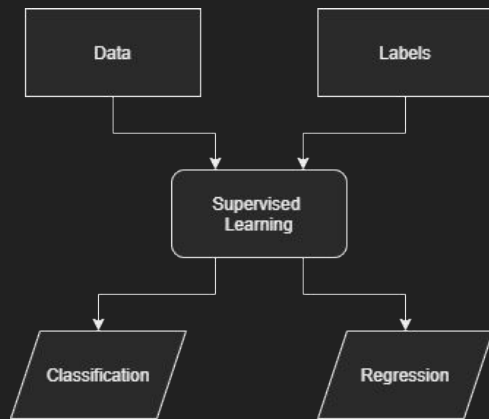 Data
Labels
Supervised
Learning
Classification
Regression